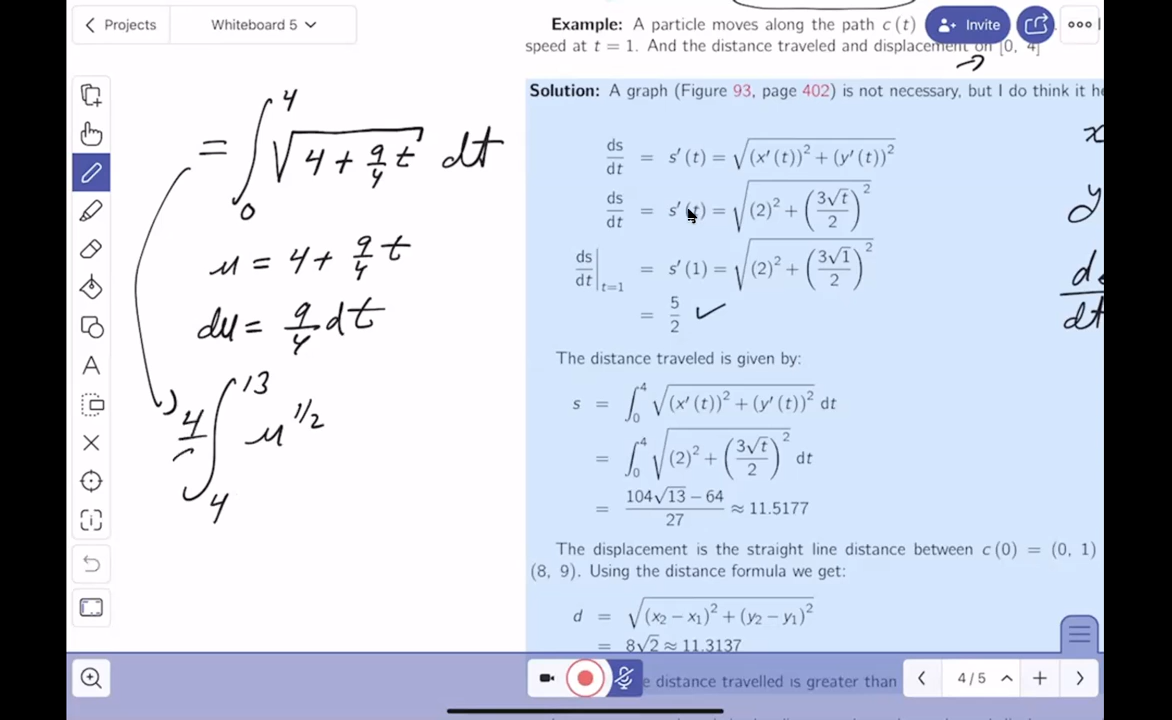 Projects
Whiteboard 5
Invite
= ∫₀⁴ √(4 + 9/4 t) dt
u = 4 + 9/4 t
du = 9/4 dt
4/ ∫₄¹³ u^(1/2)
Example: A particle moves along the path c(t)
speed at t = 1. And the distance traveled and displacement on [0, 4]
Solution: A graph (Figure 93, page 402) is not necessary, but I do think it he
ds/dt = s′(t) = √((x′(t))² + (y′(t))²)
ds/dt = s′(t) = √((2)² + (3√t/2)²)
ds/dt|t=1 = s′(1) = √((2)² + (3√1/2)²)
= 5/2 ✓
The distance traveled is given by:
s = ∫₀⁴ √((x′(t))² + (y′(t))²) dt
= ∫₀⁴ √((2)² + (3√t/2)²) dt
= (104√13 − 64)/27 ≈ 11.5177
The displacement is the straight line distance between c(0) = (0, 1)
(8, 9). Using the distance formula we get:
d = √((x₂ − x₁)² + (y₂ − y₁)²)
= 8√2 ≈ 11.3137
e distance travelled is greater than
x
y
d
dt
4/5